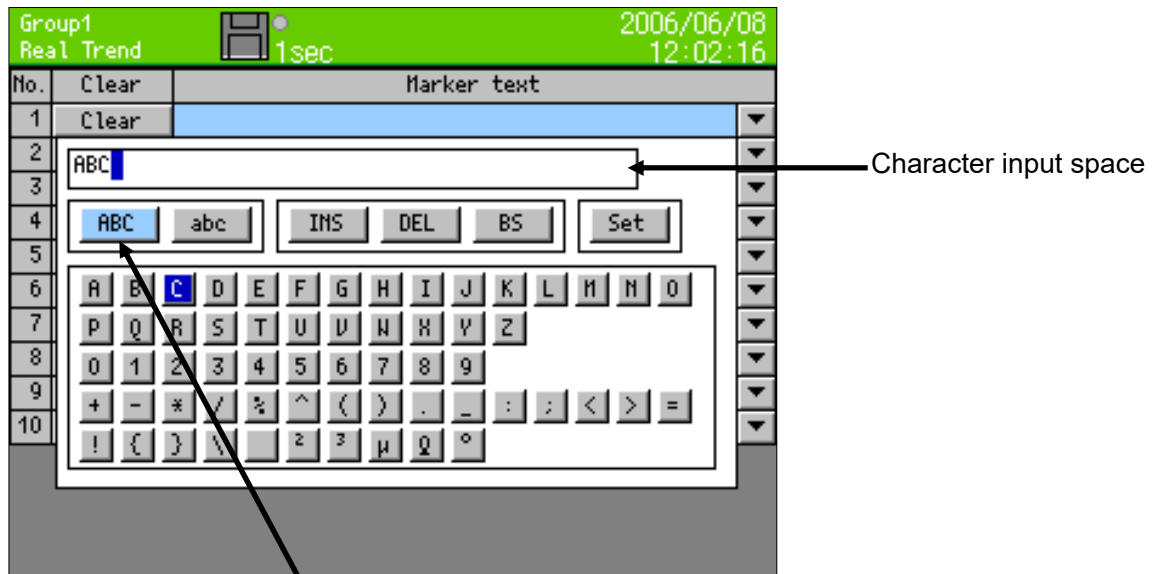 Group1
Real Trend
1sec
2006/06/08
12:02:16
No. Clear Marker text
1 Clear
2
3
4
5
6
7
8
9
10
ABC
Character input space
ABC abc INS DEL BS Set
A B C D E F G H I J K L M N O
P Q R S T U V W X Y Z
0 1 2 3 4 5 6 7 8 9
+ - * / % ^ ( ) . _ : ; < > =
! { } \ ² ³ µ Ω °